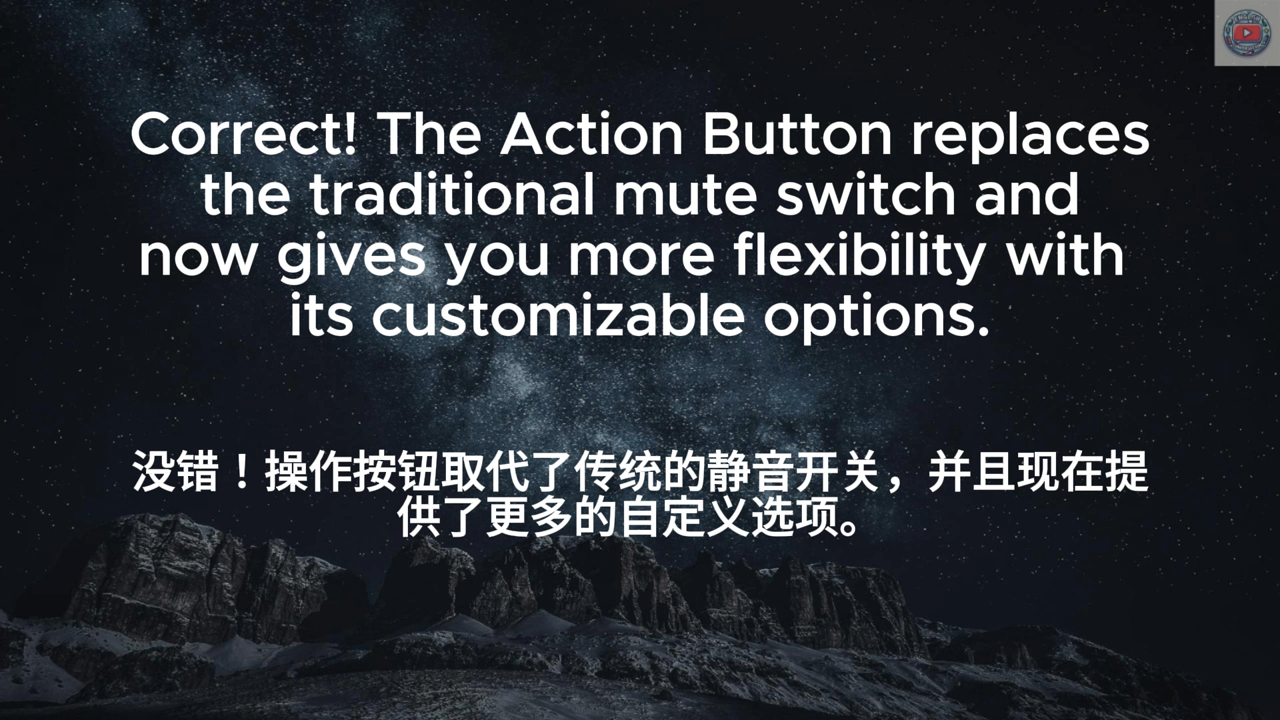 Correct! The Action Button replaces
the traditional mute switch and
now gives you more flexibility with
its customizable options.
没错！操作按钮取代了传统的静音开关，并且现在提
供了更多的自定义选项。